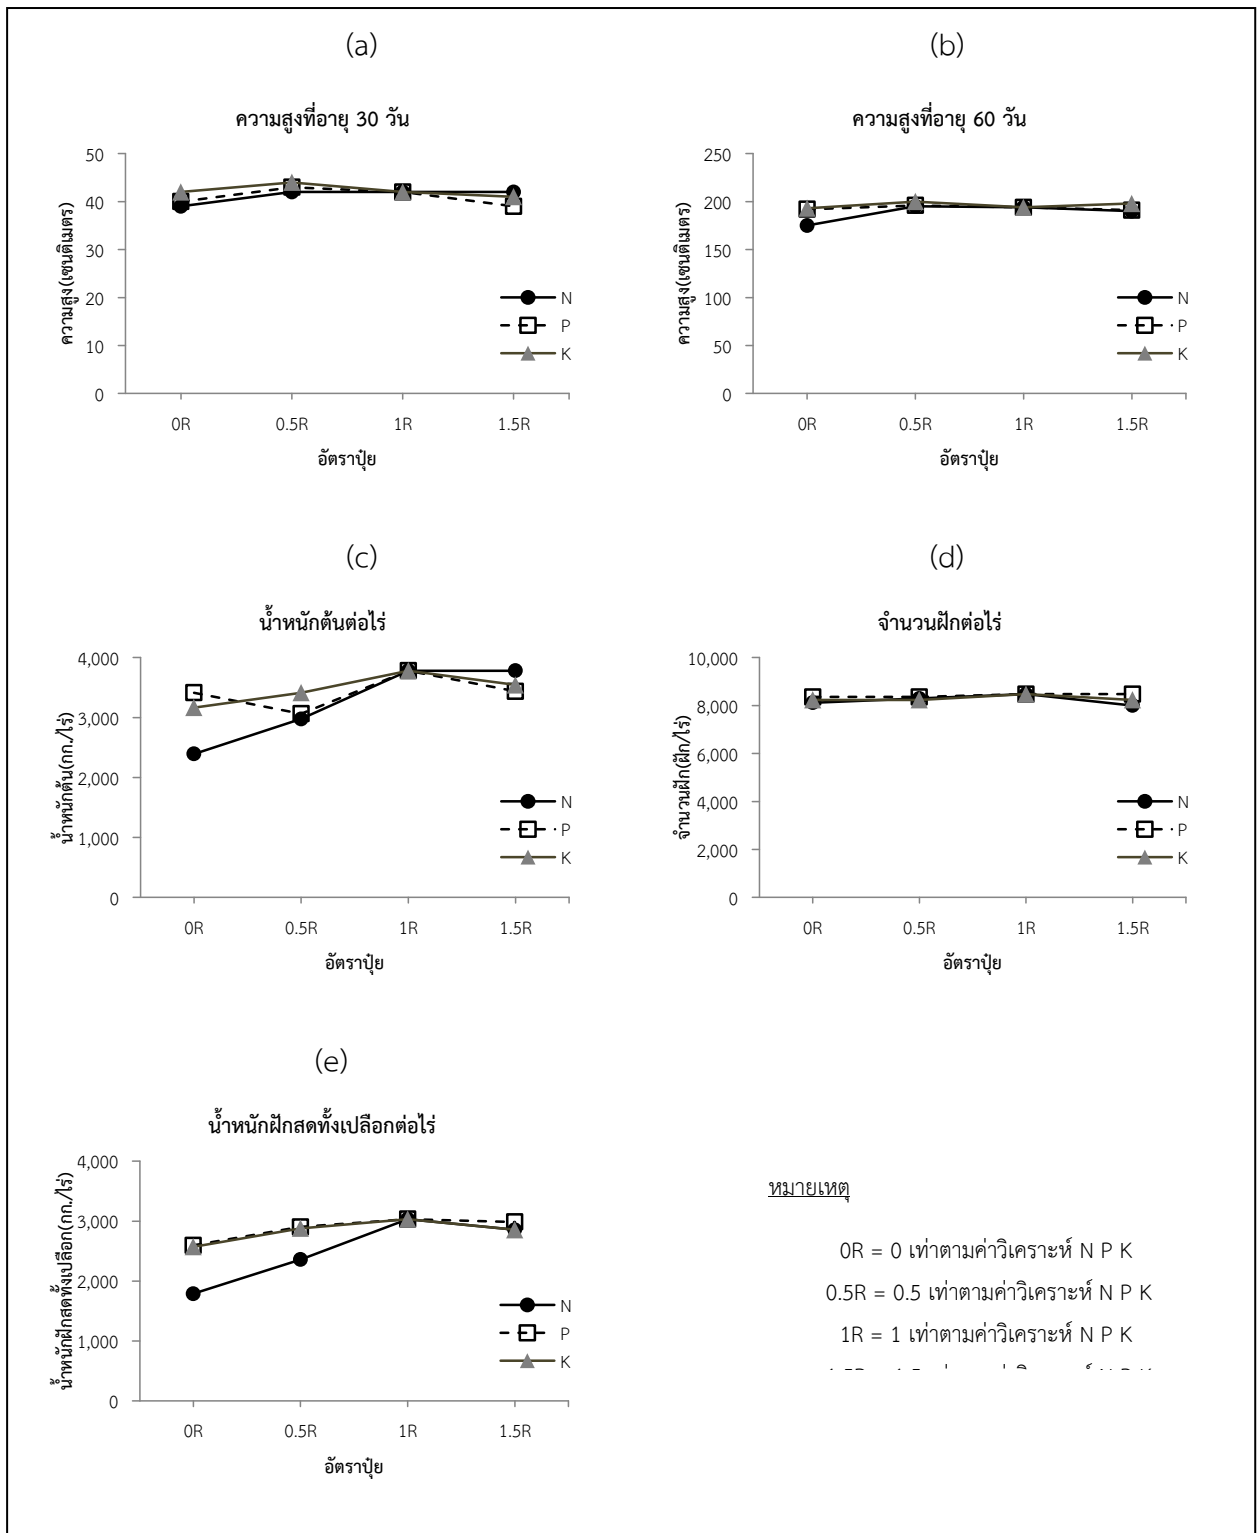 (a)
ความสูงที่อายุ 30 วัน
ความสูง(เซนติเมตร)
50
40
30
20
10
0
N
P
K
0R 0.5R 1R 1.5R
อัตราปุ๋ย
(b)
ความสูงที่อายุ 60 วัน
ความสูง(เซนติเมตร)
250
200
150
100
50
0
N
P
K
0R 0.5R 1R 1.5R
อัตราปุ๋ย
(c)
น้ำหนักต้นต่อไร่
น้ำหนักต้น(กก./ไร่)
4,000
3,000
2,000
1,000
0
N
P
K
0R 0.5R 1R 1.5R
อัตราปุ๋ย
(d)
จำนวนฝักต่อไร่
จำนวนฝัก(ฝัก/ไร่)
10,000
8,000
6,000
4,000
2,000
0
N
P
K
0R 0.5R 1R 1.5R
อัตราปุ๋ย
(e)
น้ำหนักฝักสดทั้งเปลือกต่อไร่
น้ำหนักฝักสดทั้งเปลือก(กก./ไร่)
4,000
3,000
2,000
1,000
0
N
P
K
0R 0.5R 1R 1.5R
อัตราปุ๋ย
หมายเหตุ
0R = 0 เท่าตามค่าวิเคราะห์ N P K
0.5R = 0.5 เท่าตามค่าวิเคราะห์ N P K
1R = 1 เท่าตามค่าวิเคราะห์ N P K